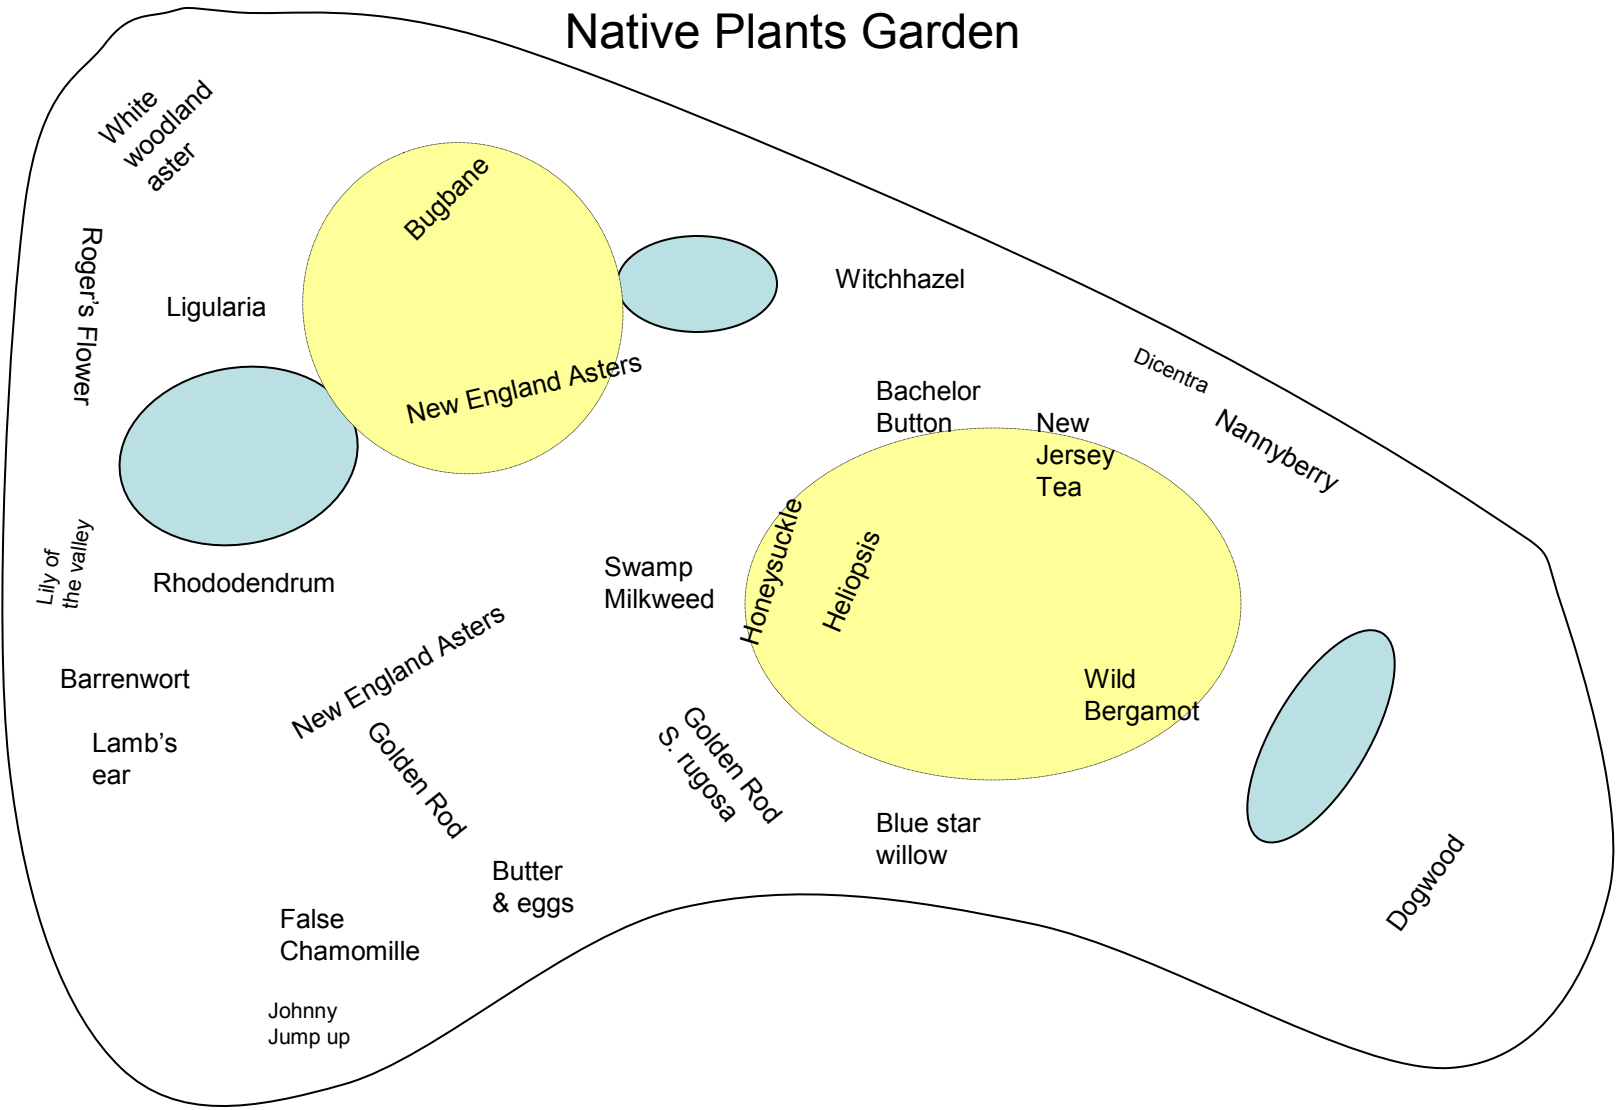 Native Plants Garden
White
woodland
aster
Bugbane
Roger's Flower
Ligularia
Witchhazel
New England Asters
Dicentra
Bachelor
Button
New
Jersey
Tea
Nannyberry
Lily of
the valley
Rhododendrum
Swamp
Milkweed
Honeysuckle
Heliopsis
New England Asters
Barrenwort
Wild
Bergamot
Lamb's
ear
Golden Rod
Golden Rod
S. rugosa
Blue star
willow
Butter
& eggs
Dogwood
False
Chamomille
Johnny
Jump up